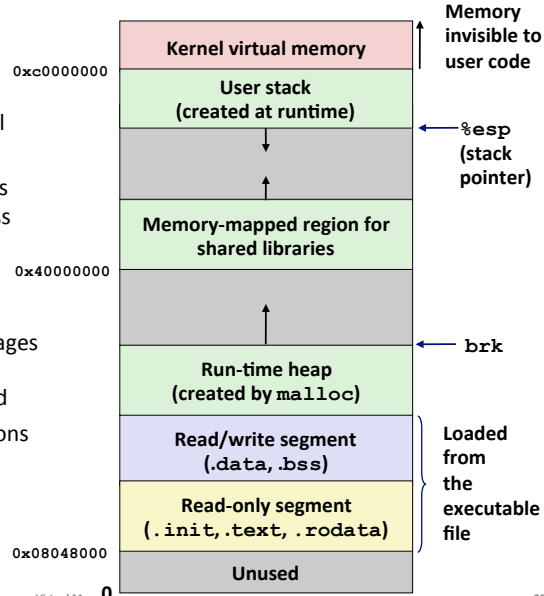 Memory
invisible to
user code
Kernel virtual memory
0xc0000000
User stack
(created at runtime)
%esp
(stack
pointer)
Memory-mapped region for
shared libraries
0x40000000
ages
brk
Run-time heap
(created by malloc)
ons
Read/write segment
(.data, .bss)
Loaded
from
the
executable
file
Read-only segment
(.init, .text, .rodata)
0x08048000
Unused
0